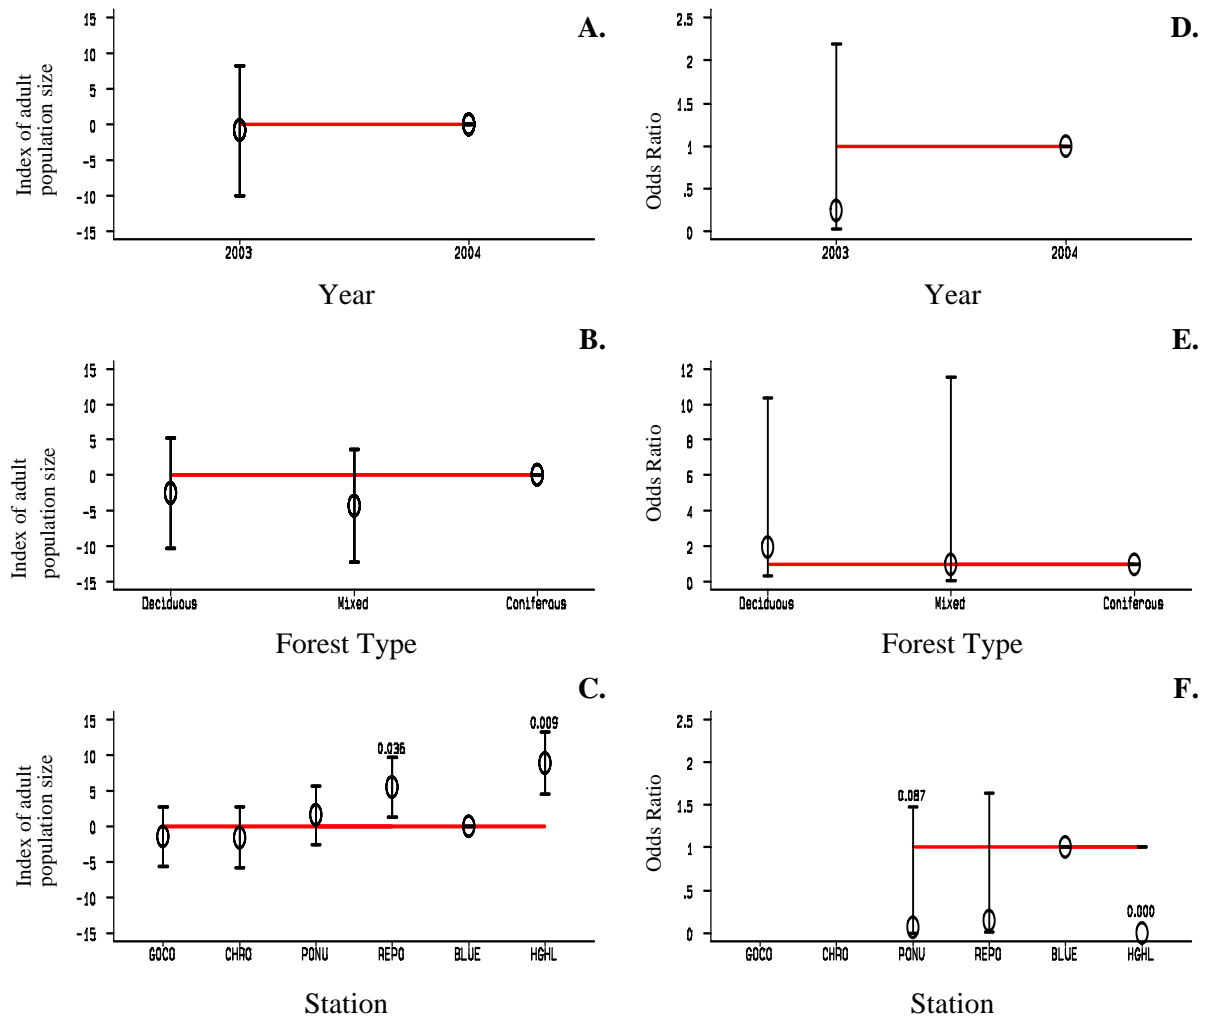 A.
Index of adult
population size
15
10
5
0
-5
-10
-15
2003 2004
Year
D.
Odds Ratio
2.5
2
1.5
1
.5
0
2003 2004
Year
B.
Index of adult
population size
15
10
5
0
-5
-10
-15
Deciduous Mixed Coniferous
Forest Type
E.
Odds Ratio
12
10
8
6
4
2
0
Deciduous Mixed Coniferous
Forest Type
C.
Index of adult
population size
15
10
5
0
-5
-10
-15
0.036
0.009
GOCO CHRO PONU REPO BLUE HGHL
Station
F.
Odds Ratio
2.5
2
1.5
1
.5
0
0.087
0.000
GOCO CHRO PONU REPO BLUE HGHL
Station